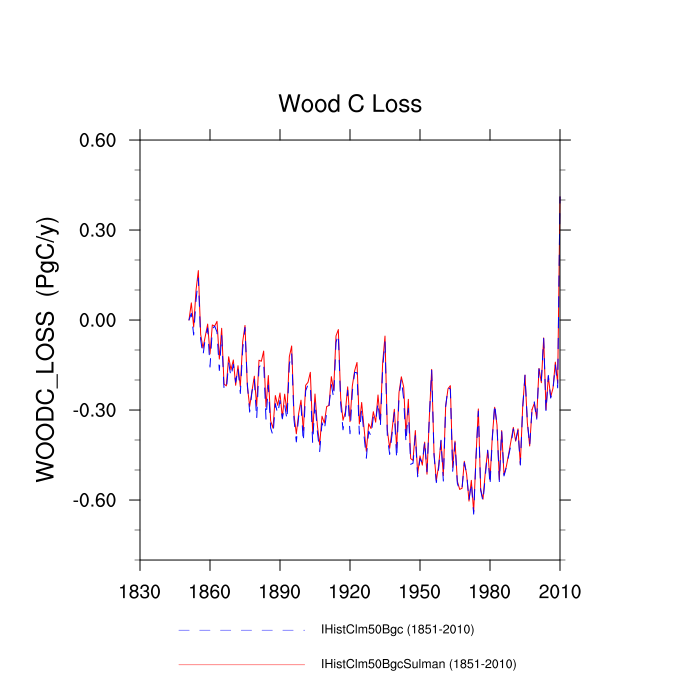 Wood C Loss
WOODC_LOSS (PgC/y)
0.60
0.30
0.00
-0.30
-0.60
1830 1860 1890 1920 1950 1980 2010
IHistClm50Bgc (1851-2010)
IHistClm50BgcSulman (1851-2010)